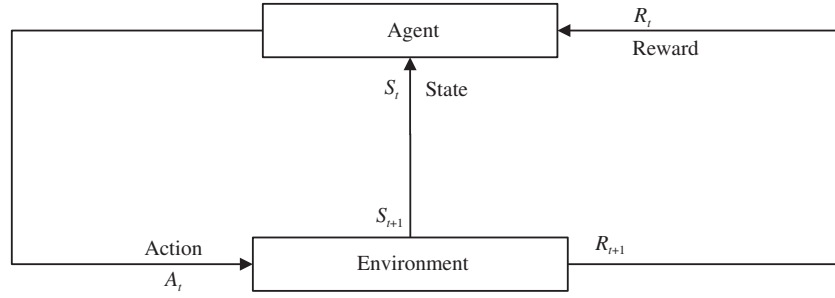 Agent
R_t
Reward
S_t State
S_{t+1}
Action
A_t
Environment
R_{t+1}